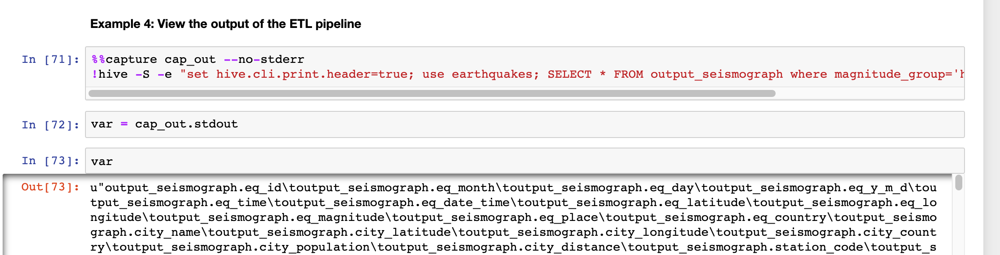 Example 4: View the output of the ETL pipeline
In [71]:
%%capture cap_out --no-stderr
!hive -S -e "set hive.cli.print.header=true; use earthquakes; SELECT * FROM output_seismograph where magnitude_group='h
In [72]:
var = cap_out.stdout
In [73]:
var
Out[73]:
u"output_seismograph.eq_id\toutput_seismograph.eq_month\toutput_seismograph.eq_day\toutput_seismograph.eq_y_m_d\tou
tput_seismograph.eq_time\toutput_seismograph.eq_date_time\toutput_seismograph.eq_latitude\toutput_seismograph.eq_lo
ngitude\toutput_seismograph.eq_magnitude\toutput_seismograph.eq_place\toutput_seismograph.eq_country\toutput_seismo
graph.city_name\toutput_seismograph.city_latitude\toutput_seismograph.city_longitude\toutput_seismograph.city_count
ry\toutput_seismograph.city_population\toutput_seismograph.city_distance\toutput_seismograph.station_code\toutput_s